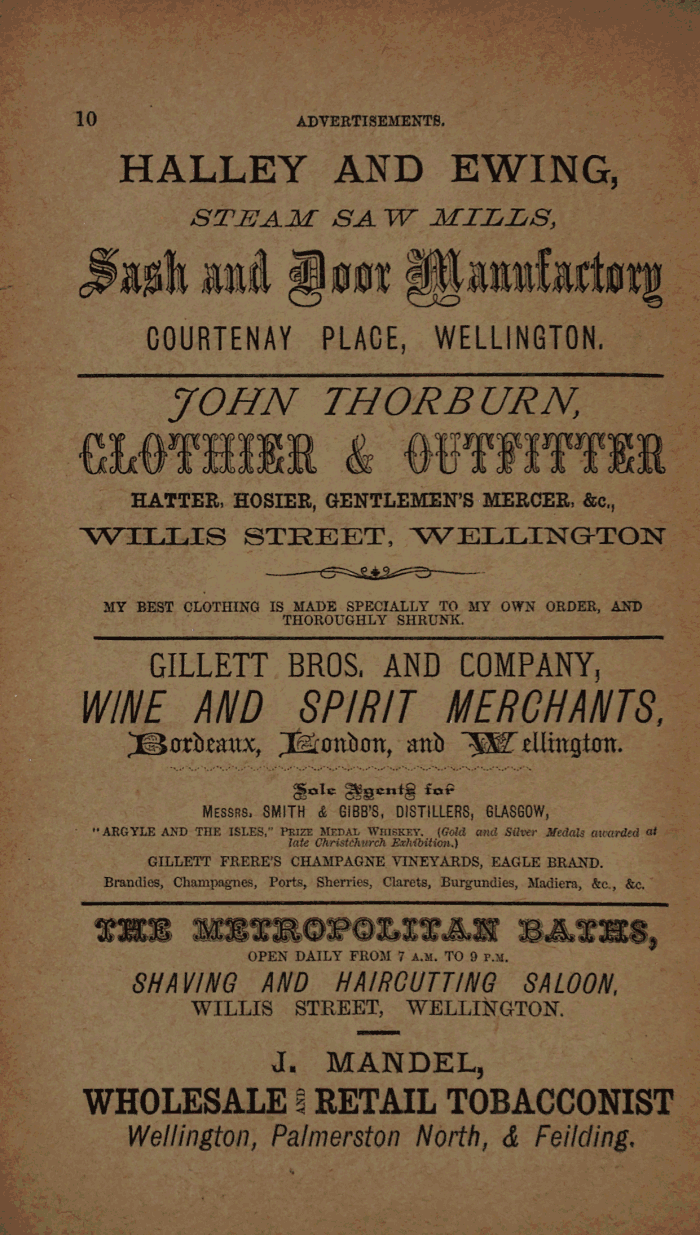 10
ADVERTISEMENTS.
HALLEY AND EWING,
STEAM SAW MILLS,
Sash and Door Manufactory
COURTENAY PLACE, WELLINGTON.
JOHN THORBURN,
CLOTHIER & OUTFITTER
HATTER, HOSIER, GENTLEMEN'S MERCER, &c.,
WILLIS STREET, WELLINGTON
MY BEST CLOTHING IS MADE SPECIALLY TO MY OWN ORDER, AND
THOROUGHLY SHRUNK.
GILLETT BROS. AND COMPANY,
WINE AND SPIRIT MERCHANTS,
Bordeaux, London, and Wellington.
Sole Agents for
MESSRS. SMITH & GIBB'S, DISTILLERS, GLASGOW,
"ARGYLE AND THE ISLES," PRIZE MEDAL WHISKEY. (Gold and Silver Medals awarded at
late Christchurch Exhibition.)
GILLETT FRERE'S CHAMPAGNE VINEYARDS, EAGLE BRAND.
Brandies, Champagnes, Ports, Sherries, Clarets, Burgundies, Madiera, &c., &c.
THE METROPOLITAN BATHS,
OPEN DAILY FROM 7 A.M. TO 9 P.M.
SHAVING AND HAIRCUTTING SALOON,
WILLIS STREET, WELLINGTON.
J. MANDEL,
WHOLESALE AND RETAIL TOBACCONIST
Wellington, Palmerston North, & Feilding.